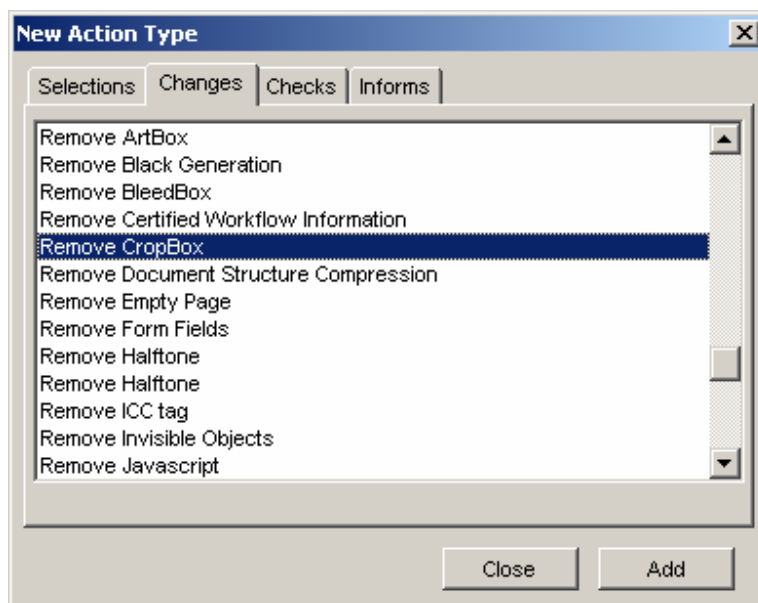 New Action Type
Selections Changes Checks Informs
Remove ArtBox
Remove Black Generation
Remove BleedBox
Remove Certified Workflow Information
Remove CropBox
Remove Document Structure Compression
Remove Empty Page
Remove Form Fields
Remove Halftone
Remove Halftone
Remove ICC tag
Remove Invisible Objects
Remove Javascript
Close Add